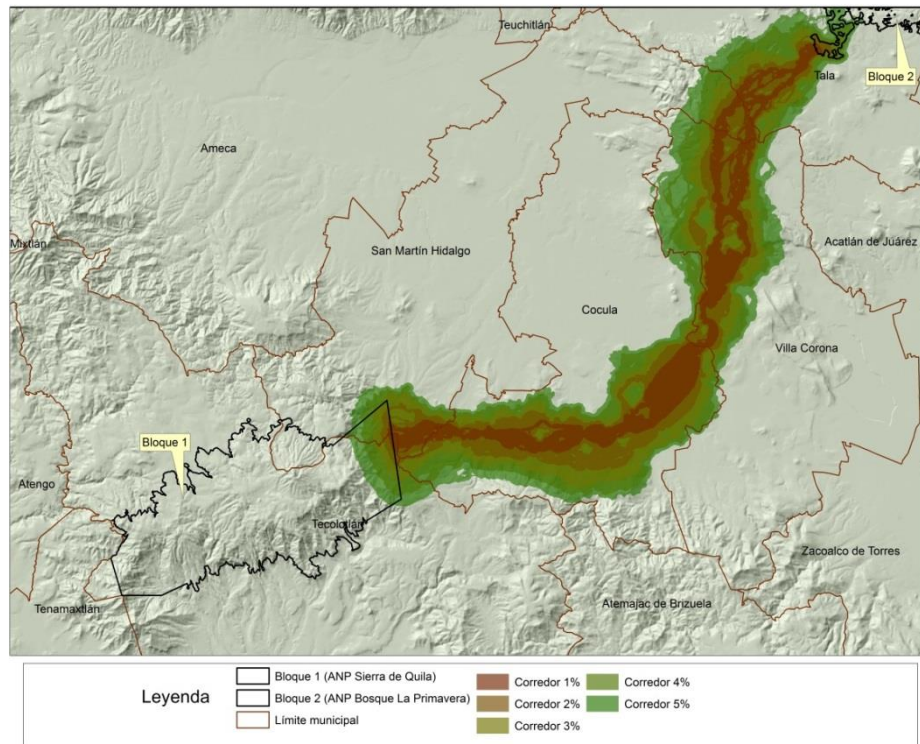 Teuchitlán
Tala
Bloque 2
Ameca
Mixtlán
San Martín Hidalgo
Acatlán de Juárez
Cocula
Villa Corona
Bloque 1
Atengo
Tecolotlán
Zacoalco de Torres
Tenamaxtlán
Atemajac de Brizuela
Leyenda
Bloque 1 (ANP Sierra de Quila)
Bloque 2 (ANP Bosque La Primavera)
Límite municipal
Corredor 1%
Corredor 2%
Corredor 3%
Corredor 4%
Corredor 5%